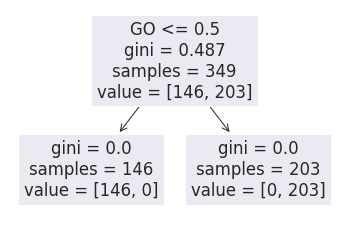 GO <= 0.5
gini = 0.487
samples = 349
value = [146, 203]
gini = 0.0
samples = 146
value = [146, 0]
gini = 0.0
samples = 203
value = [0, 203]